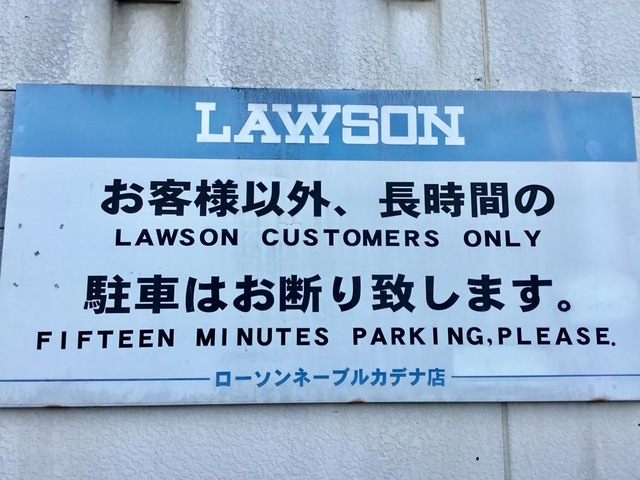 LAWSON
お客様以外、長時間の
LAWSON CUSTOMERS ONLY
駐車はお断り致します。
FIFTEEN MINUTES PARKING,PLEASE.
ローソンネーブルカデナ店